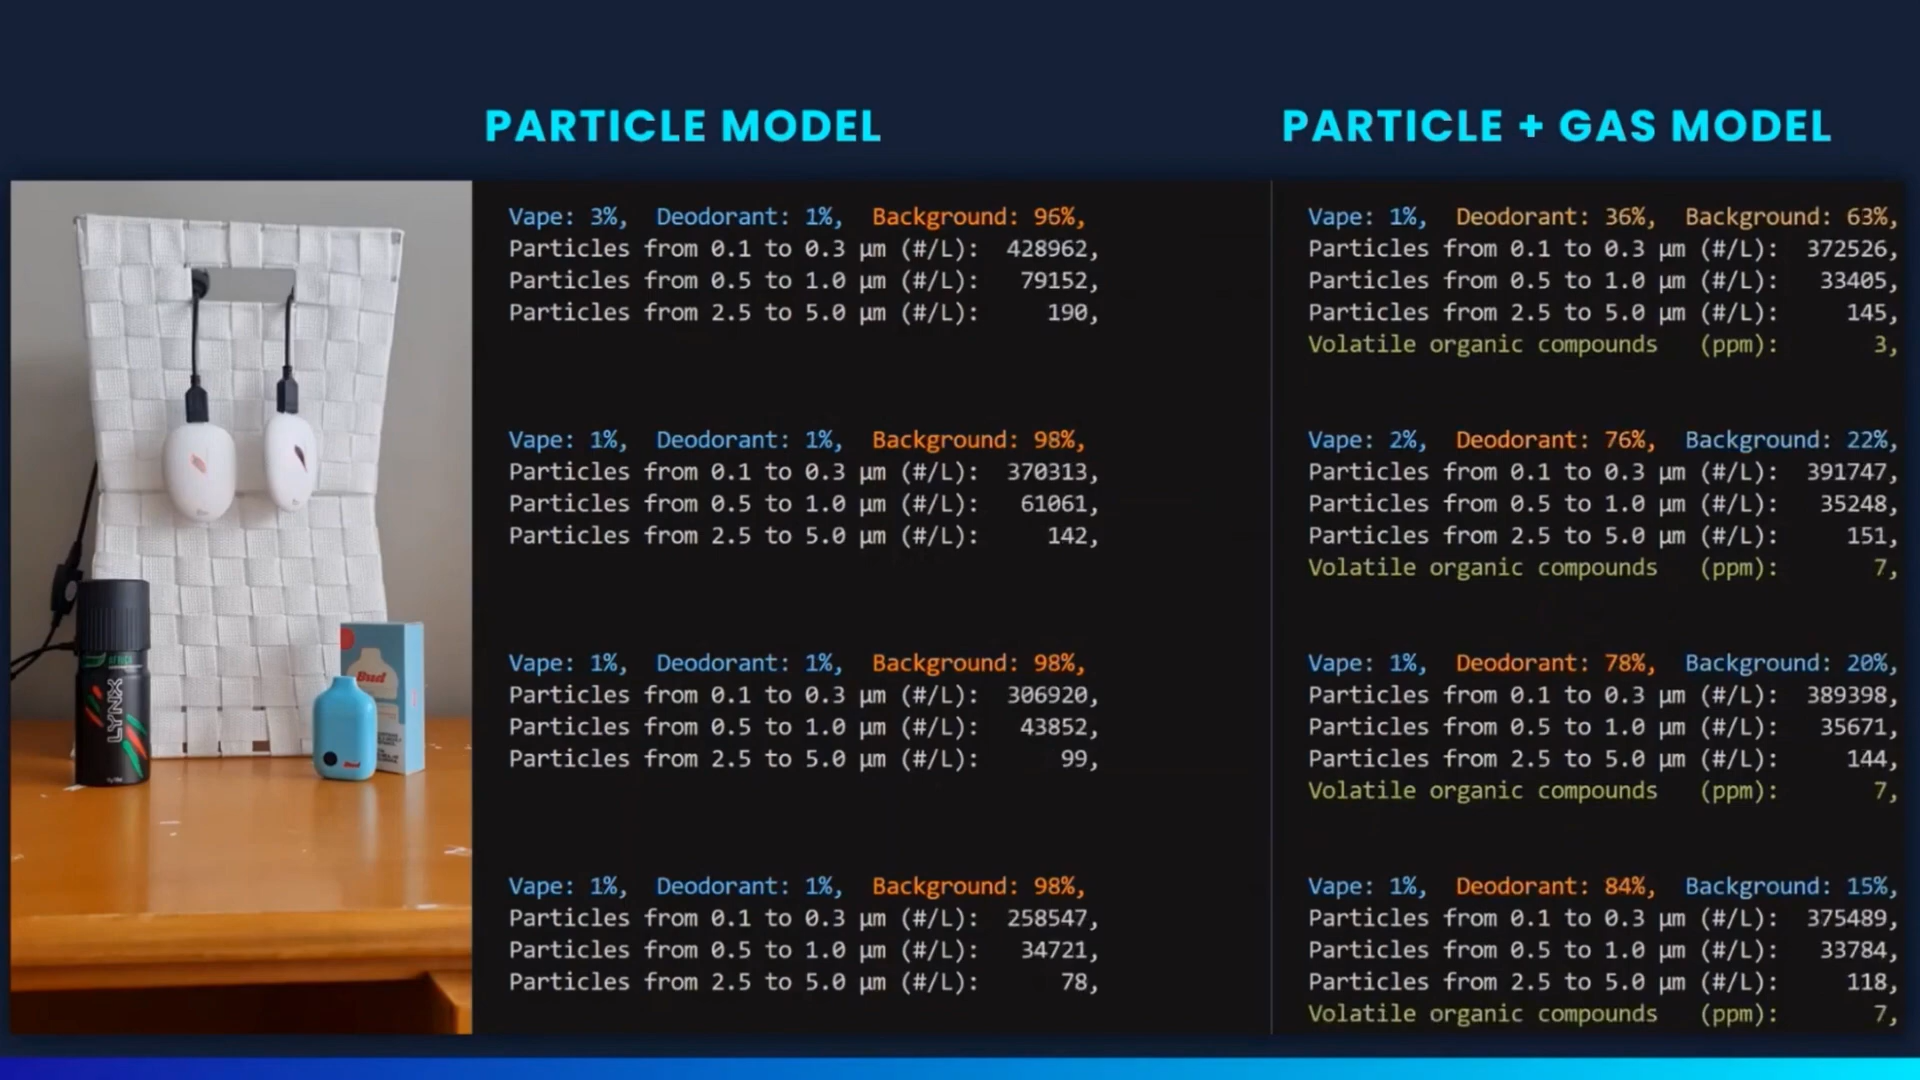 PARTICLE MODEL
PARTICLE + GAS MODEL
Vape: 3%, Deodorant: 1%, Background: 96%,
Particles from 0.1 to 0.3 µm (#/L): 428962,
Particles from 0.5 to 1.0 µm (#/L): 79152,
Particles from 2.5 to 5.0 µm (#/L): 190,
Vape: 1%, Deodorant: 1%, Background: 98%,
Particles from 0.1 to 0.3 µm (#/L): 370313,
Particles from 0.5 to 1.0 µm (#/L): 61061,
Particles from 2.5 to 5.0 µm (#/L): 142,
Vape: 1%, Deodorant: 1%, Background: 98%,
Particles from 0.1 to 0.3 µm (#/L): 306920,
Particles from 0.5 to 1.0 µm (#/L): 43852,
Particles from 2.5 to 5.0 µm (#/L): 99,
Vape: 1%, Deodorant: 1%, Background: 98%,
Particles from 0.1 to 0.3 µm (#/L): 258547,
Particles from 0.5 to 1.0 µm (#/L): 34721,
Particles from 2.5 to 5.0 µm (#/L): 78,
Vape: 1%, Deodorant: 36%, Background: 63%,
Particles from 0.1 to 0.3 µm (#/L): 372526,
Particles from 0.5 to 1.0 µm (#/L): 33405,
Particles from 2.5 to 5.0 µm (#/L): 145,
Volatile organic compounds (ppm): 3,
Vape: 2%, Deodorant: 76%, Background: 22%,
Particles from 0.1 to 0.3 µm (#/L): 391747,
Particles from 0.5 to 1.0 µm (#/L): 35248,
Particles from 2.5 to 5.0 µm (#/L): 151,
Volatile organic compounds (ppm): 7,
Vape: 1%, Deodorant: 78%, Background: 20%,
Particles from 0.1 to 0.3 µm (#/L): 389398,
Particles from 0.5 to 1.0 µm (#/L): 35671,
Particles from 2.5 to 5.0 µm (#/L): 144,
Volatile organic compounds (ppm): 7,
Vape: 1%, Deodorant: 84%, Background: 15%,
Particles from 0.1 to 0.3 µm (#/L): 375489,
Particles from 0.5 to 1.0 µm (#/L): 33784,
Particles from 2.5 to 5.0 µm (#/L): 118,
Volatile organic compounds (ppm): 7,
LYNX
Bud
Bud